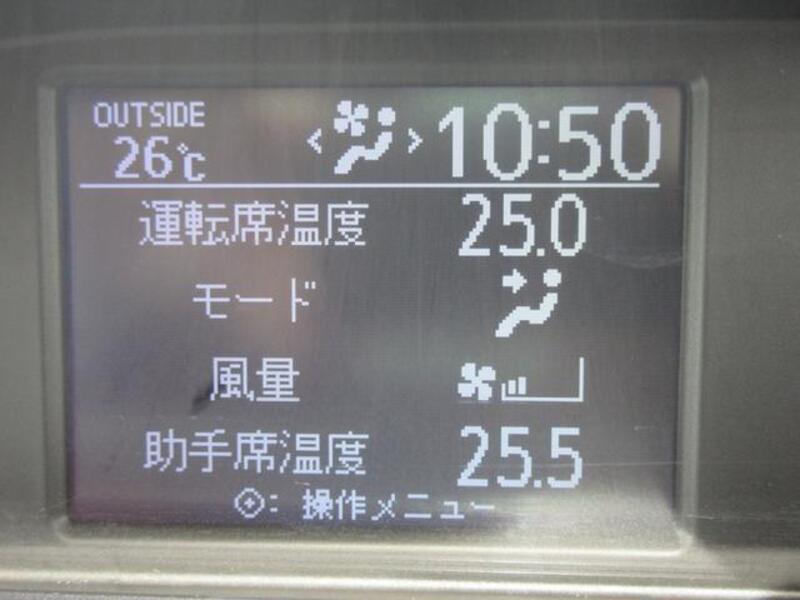 OUTSIDE
26℃
10:50
運転席温度 25.0
モード
風量
助手席温度 25.5
: 操作メニュー